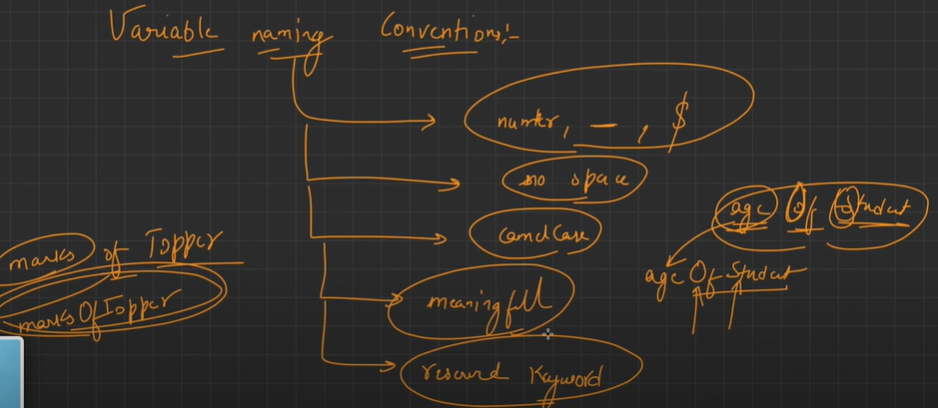 Variable naming Conventions:-
number, _ , $
no space
camelCase
meaningfull
reserved Keyword
age Of Student
ageOfStudent
marks of Topper
marksOfTopper